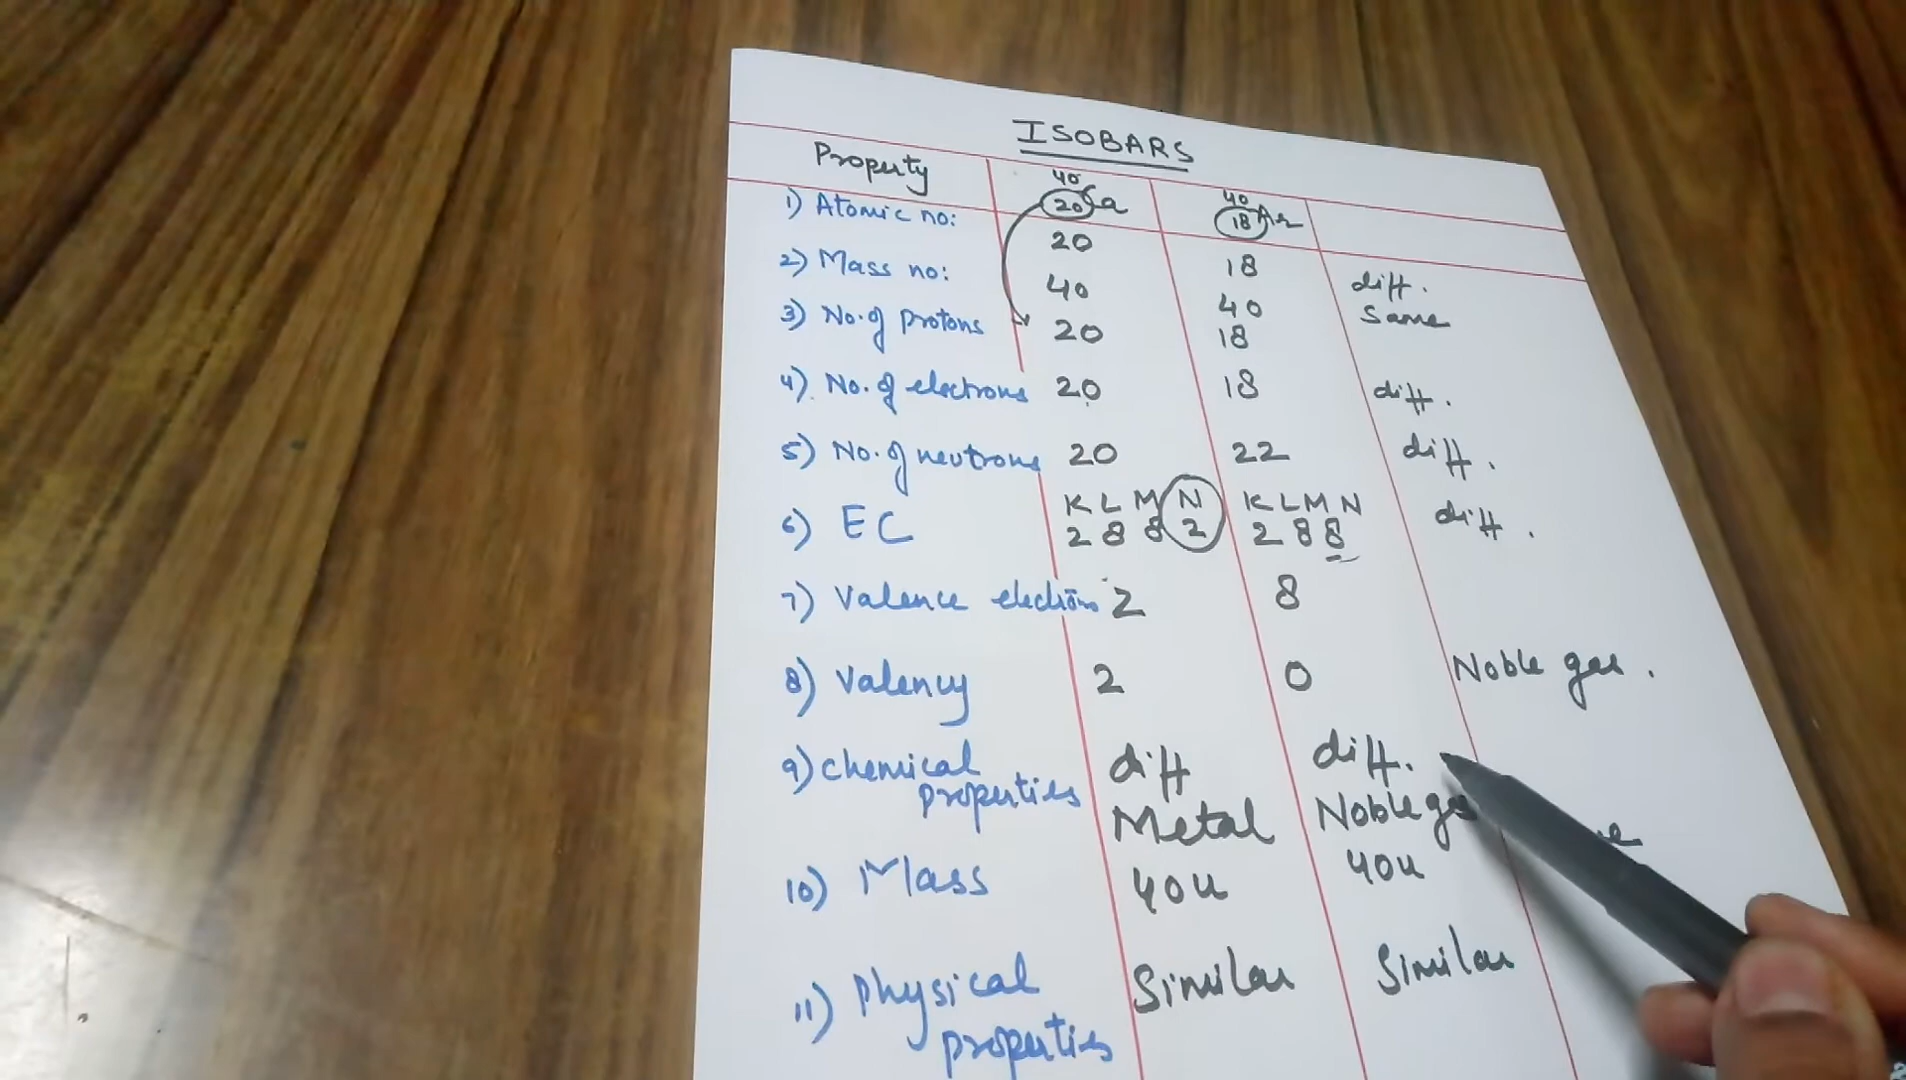 ISOBARS
Property 40 20 Ca 40 18 Ar
1) Atomic no: 20 18 diff.
2) Mass no: 40 40 Same
3) No. of protons 20 18
4) No. of electrons 20 18 diff.
5) No. of neutrons 20 22 diff.
K L M N K L M N
6) EC 2 8 8 2 2 8 8 diff.
7) Valence electrons 2 8
8) Valency 2 0 Noble gas.
9) Chemical properties diff diff.
Metal Noble gas
10) Mass 40u 40u
11) Physical properties Similar Similar